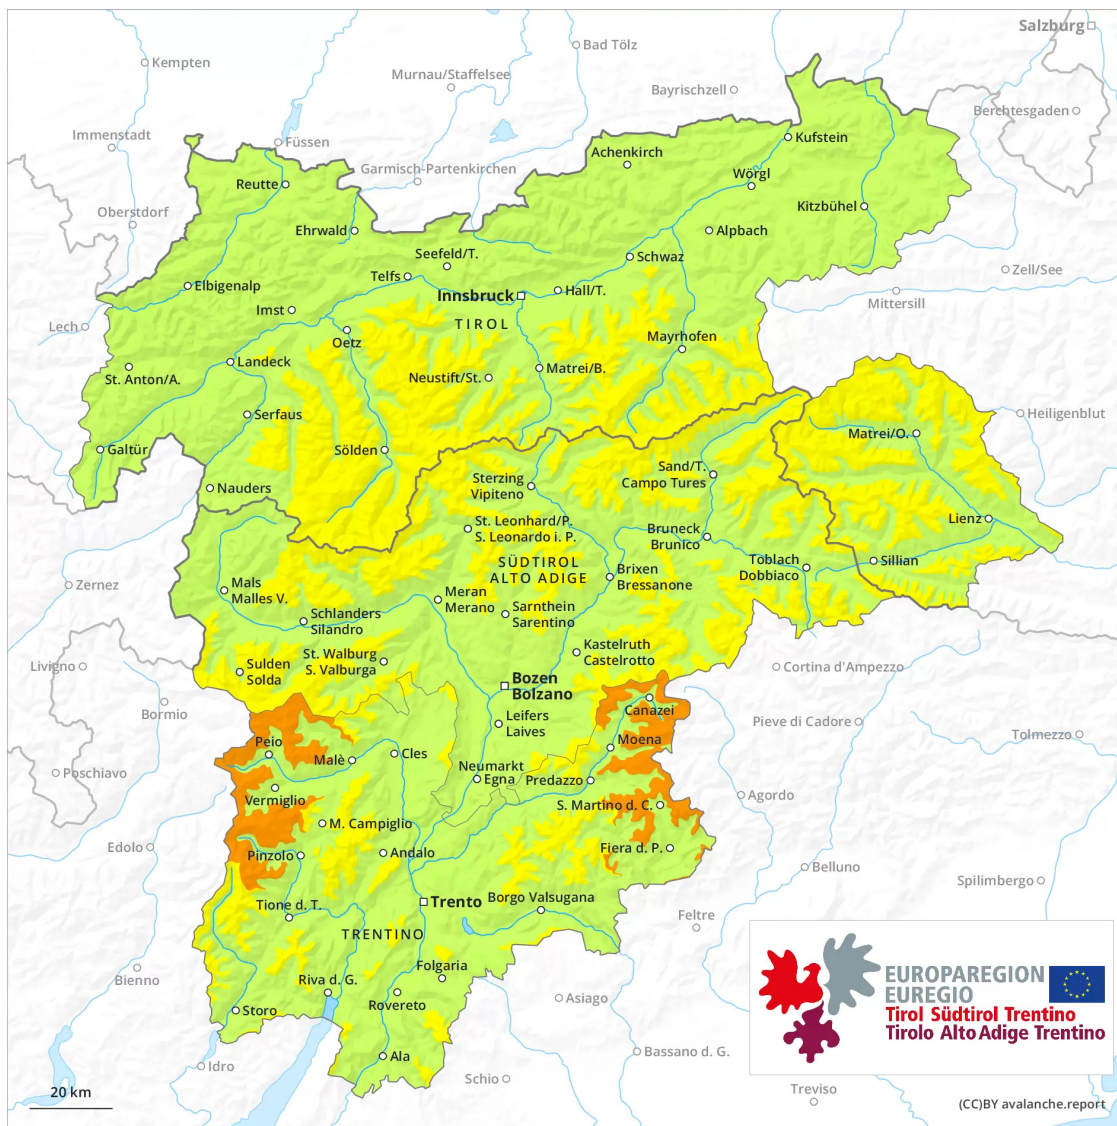 Salzburg
Bad Tölz
Kempten
Murnau/Staffelsee
Bayrischzell
Berchtesgaden
Immenstadt
Füssen
Kufstein
Achenkirch
Garmisch-Partenkirchen
Wörgl
Reutte
Oberstdorf
Kitzbühel
Ehrwald
Alpbach
Seefeld/T.
Schwaz
Zell/See
Telfs
Elbigenalp
Innsbruck
Hall/T.
Mittersill
Imst
TIROL
Lech
Oetz
Mayrhofen
Landeck
Matrei/B.
St. Anton/A.
Neustift/St.
Serfaus
Heiligenblut
Matrei/O.
Galtür
Sölden
Sand/T.
Campo Tures
Sterzing
Vipiteno
Nauders
Lienz
St. Leonhard/P.
S. Leonardo i. P.
Bruneck
Brunico
SÜDTIROL
ALTO ADIGE
Toblach
Dobbiaco
Sillian
Brixen
Bressanone
Zernez
Mals
Malles V.
Meran
Merano
Schlanders
Silandro
Sarnthein
Sarentino
Kastelruth
Castelrotto
St. Walburg
S. Valburga
Livigno
Sulden
Solda
Cortina d'Ampezzo
Bozen
Bolzano
Bormio
Canazei
Leifers
Laives
Pieve di Cadore
Tolmezzo
Peio
Moena
Cles
Malè
Neumarkt
Egna
Poschiavo
Predazzo
Agordo
Vermiglio
S. Martino d. C.
M. Campiglio
Edolo
Pinzolo
Andalo
Fiera d. P.
Belluno
Spilimbergo
Borgo Valsugana
Trento
Tione d. T.
Feltre
TRENTINO
Folgaria
Bienno
Riva d. G.
Rovereto
Asiago
Storo
Ala
Bassano d. G.
Idro
Schio
Treviso
EUROPAREGION
EUREGIO
Tirol Südtirol Trentino
Tirolo Alto Adige Trentino
20 km
(CC)BY avalanche.report